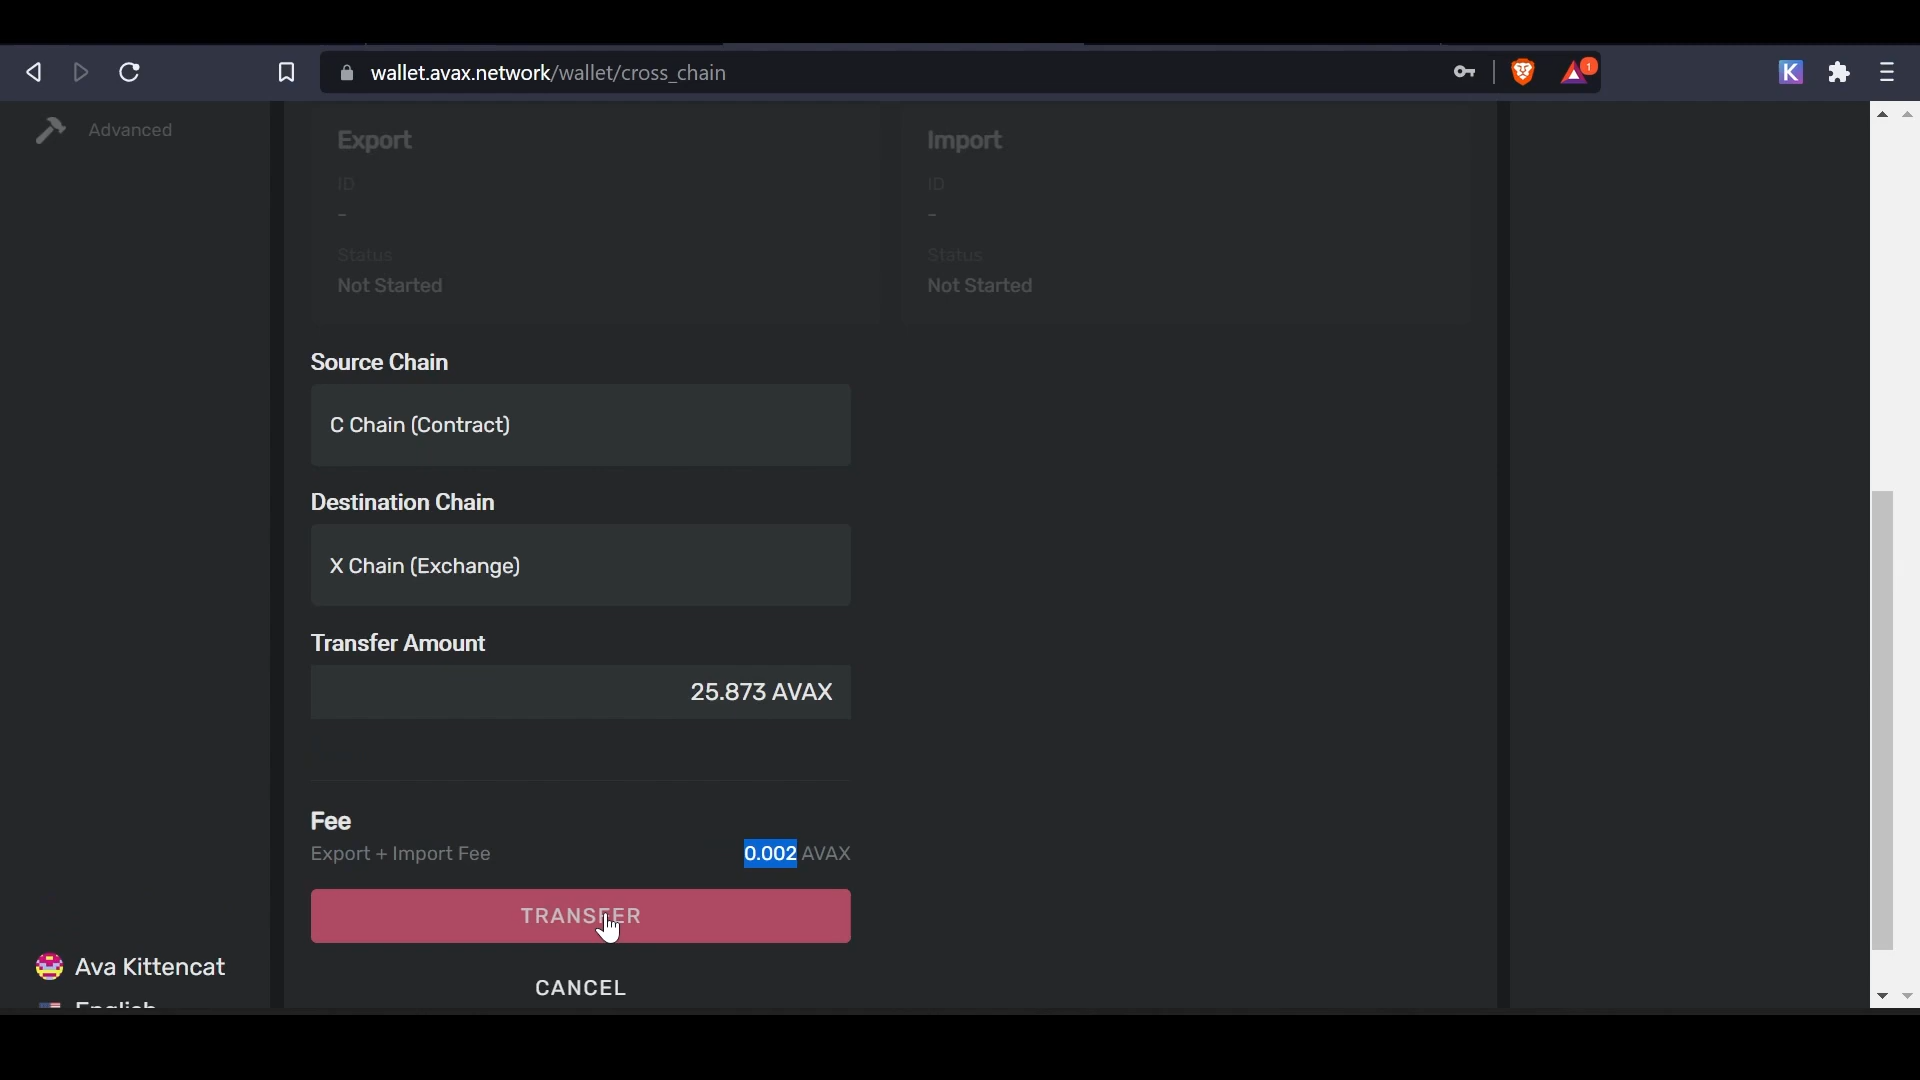 wallet.avax.network/wallet/cross_chain
1
K
Advanced
Export
Import
ID
ID
-
-
Status
Status
Not Started
Not Started
Source Chain
C Chain (Contract)
Destination Chain
X Chain (Exchange)
Transfer Amount
25.873 AVAX
Fee
Export + Import Fee
0.002 AVAX
TRANSFER
Ava Kittencat
CANCEL
English